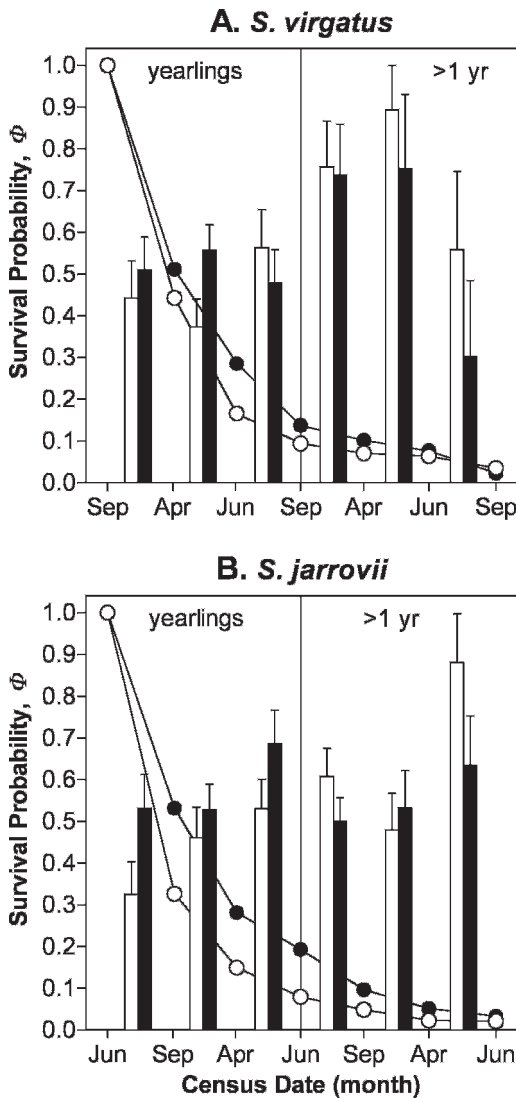 A. S. virgatus
yearlings >1 yr
1.0
0.9
0.8
0.7
0.6
0.5
0.4
0.3
0.2
0.1
0.0
Survival Probability, Φ
Sep Apr Jun Sep Apr Jun Sep
B. S. jarrovii
yearlings >1 yr
1.0
0.9
0.8
0.7
0.6
0.5
0.4
0.3
0.2
0.1
0.0
Survival Probability, Φ
Jun Sep Apr Jun Sep Apr Jun
Census Date (month)